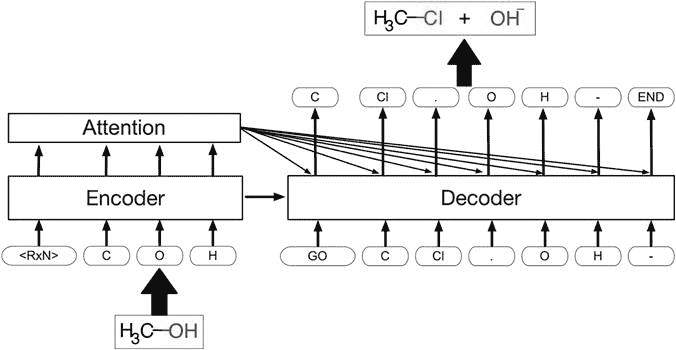 H₃C—Cl + OH⁻
C Cl . O H - END
Attention
Encoder Decoder
<RxN> C O H GO C Cl . O H -
H₃C—OH